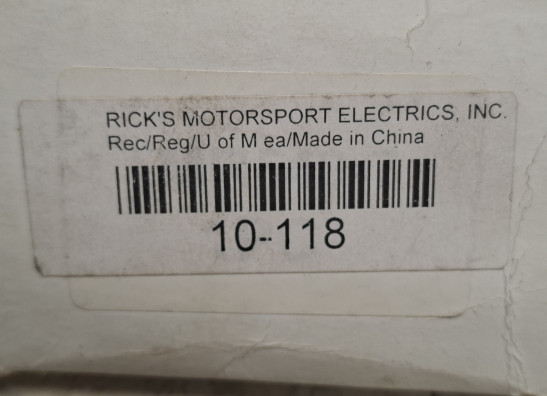 RICK'S MOTORSPORT ELECTRICS, INC.
Rec/Reg/U of M ea/Made in China
10-118